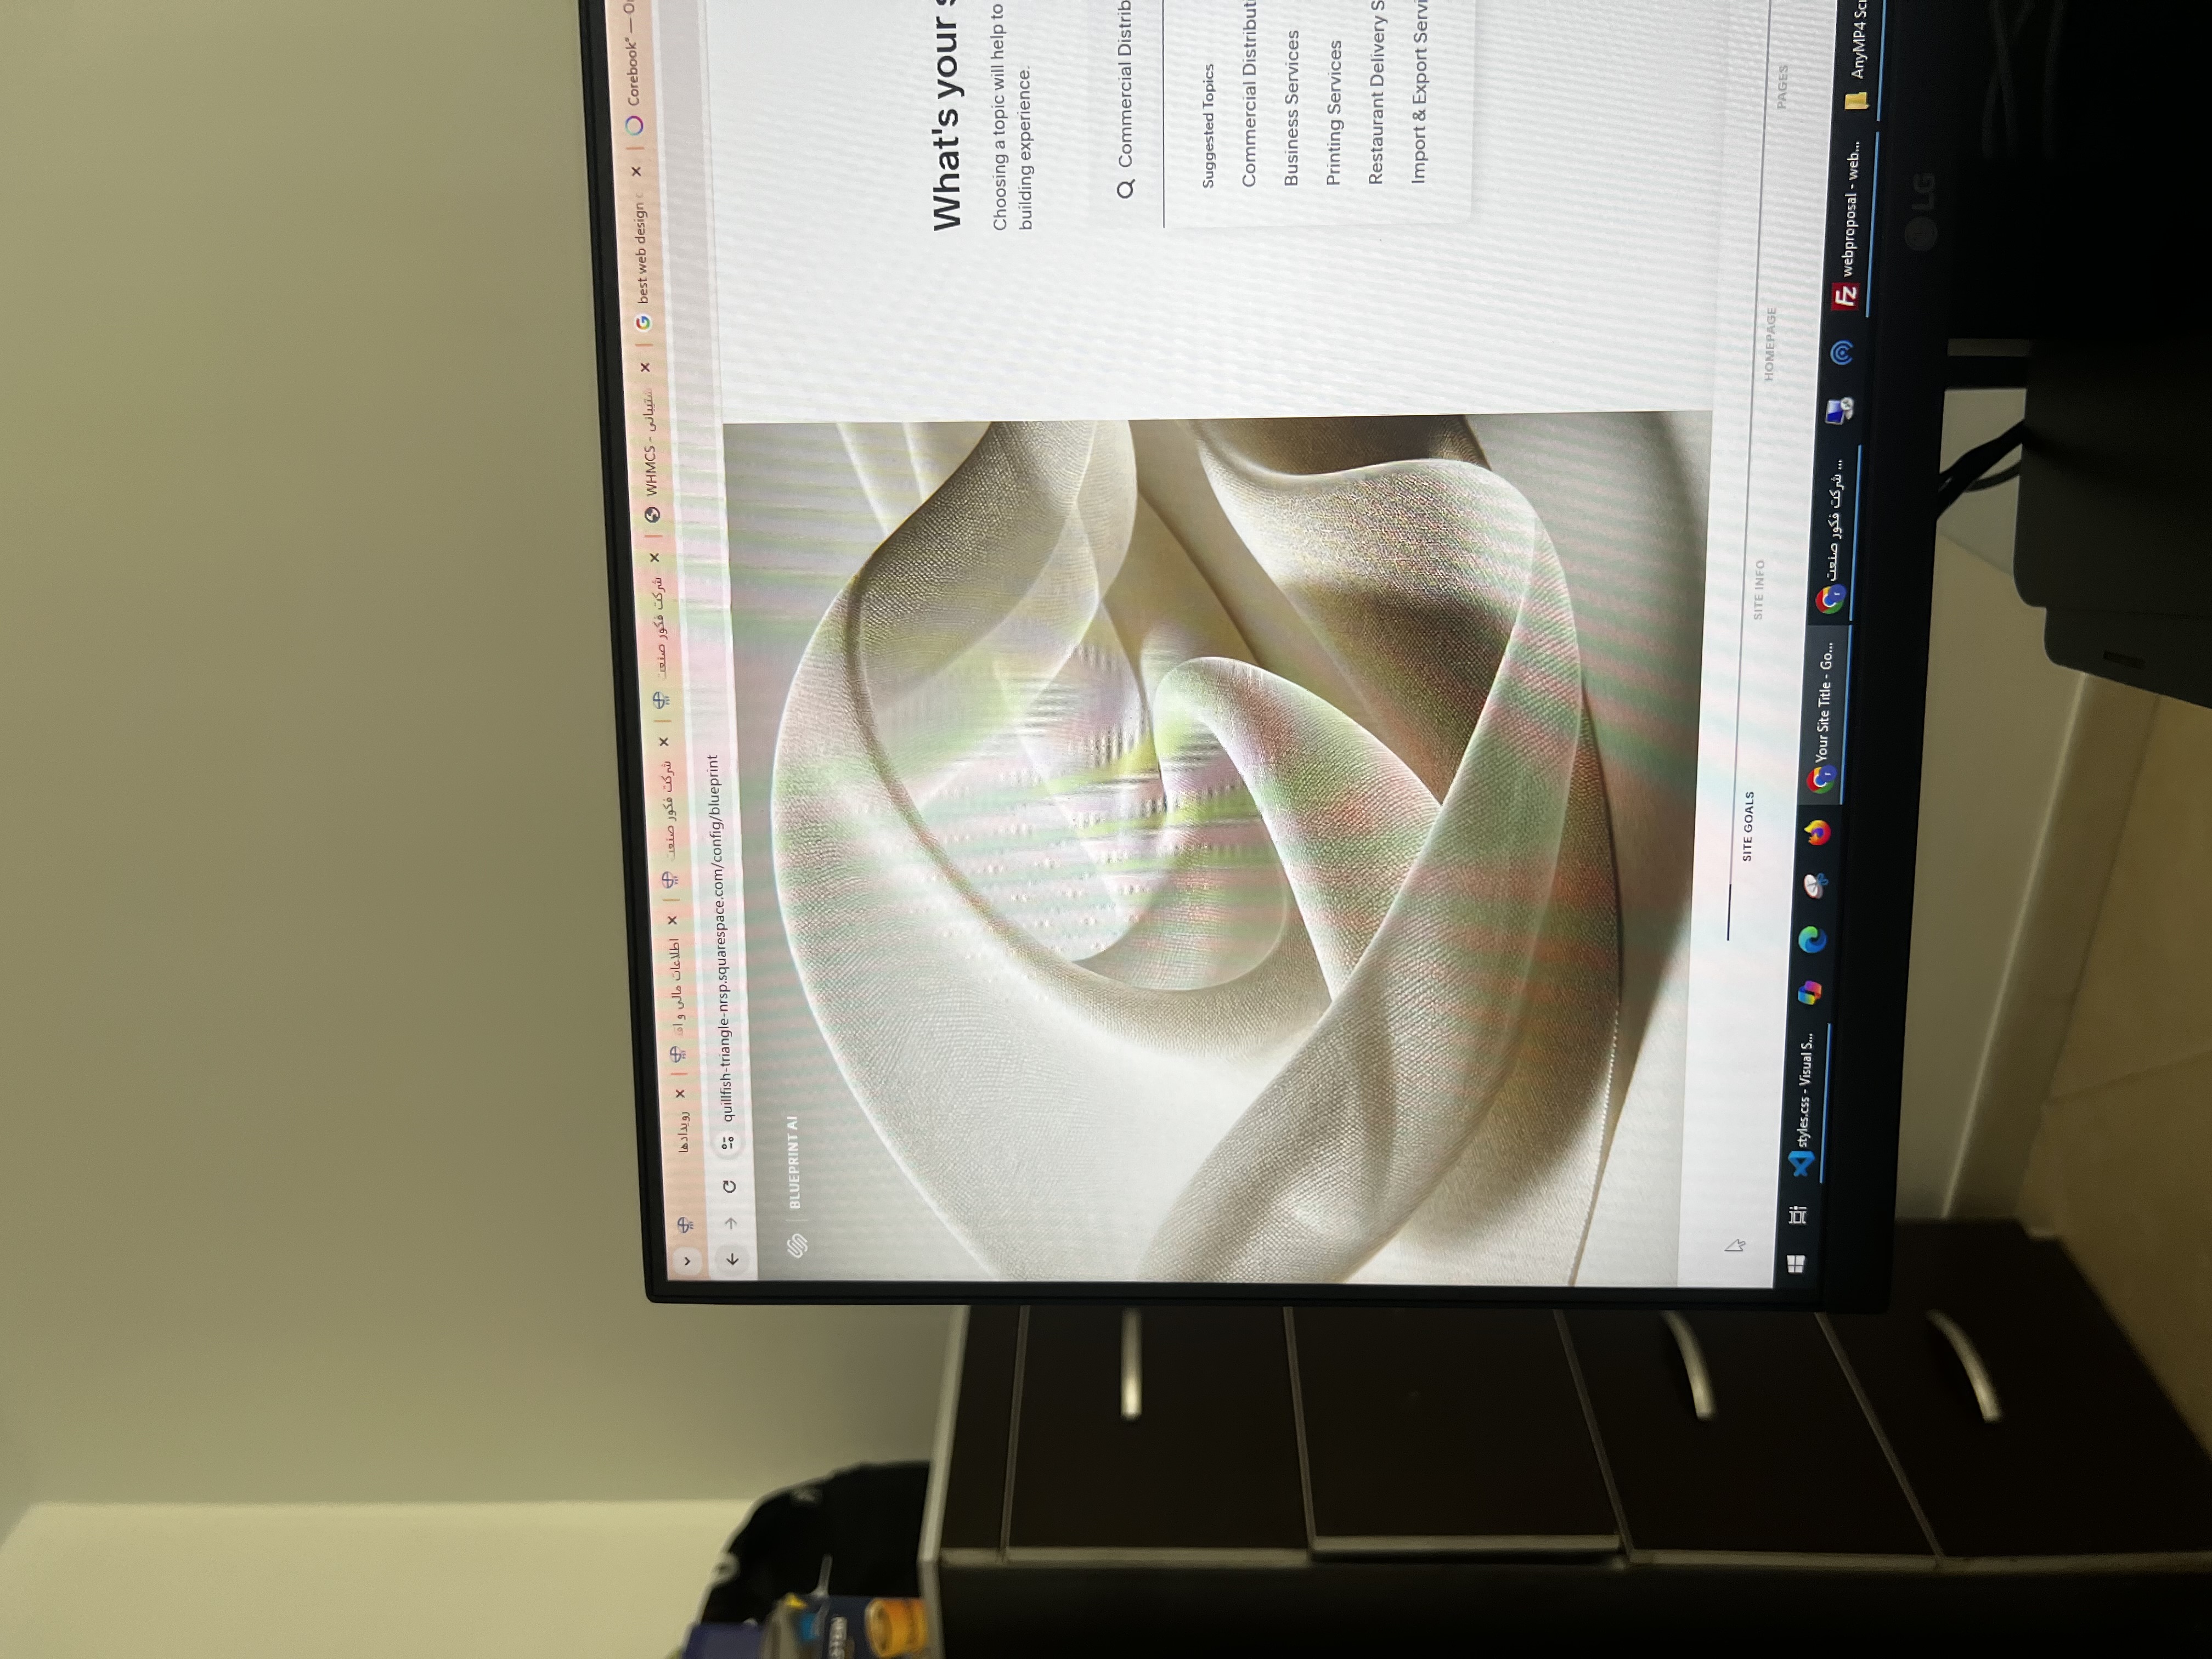 رویدادها
اطلاعات مالی و
شرکت فکور صنعت
شرکت فکور صنعت
WHMCS - پشتیبانی
best web design
Corebook° —
quillfish-triangle-nrsp.squarespace.com/config/blueprint
BLUEPRINT AI
What's your
Choosing a topic will help to
building experience.
Commercial Distrib
Suggested Topics
Commercial Distribut
Business Services
Printing Services
Restaurant Delivery S
Import & Export Servi
SITE GOALS
SITE INFO
HOMEPAGE
PAGES
styles.css - Visual S...
Your Site Title - Go...
شرکت فکور صنعت ...
Fz
webproposal - web...
AnyMP4 Scr
LG